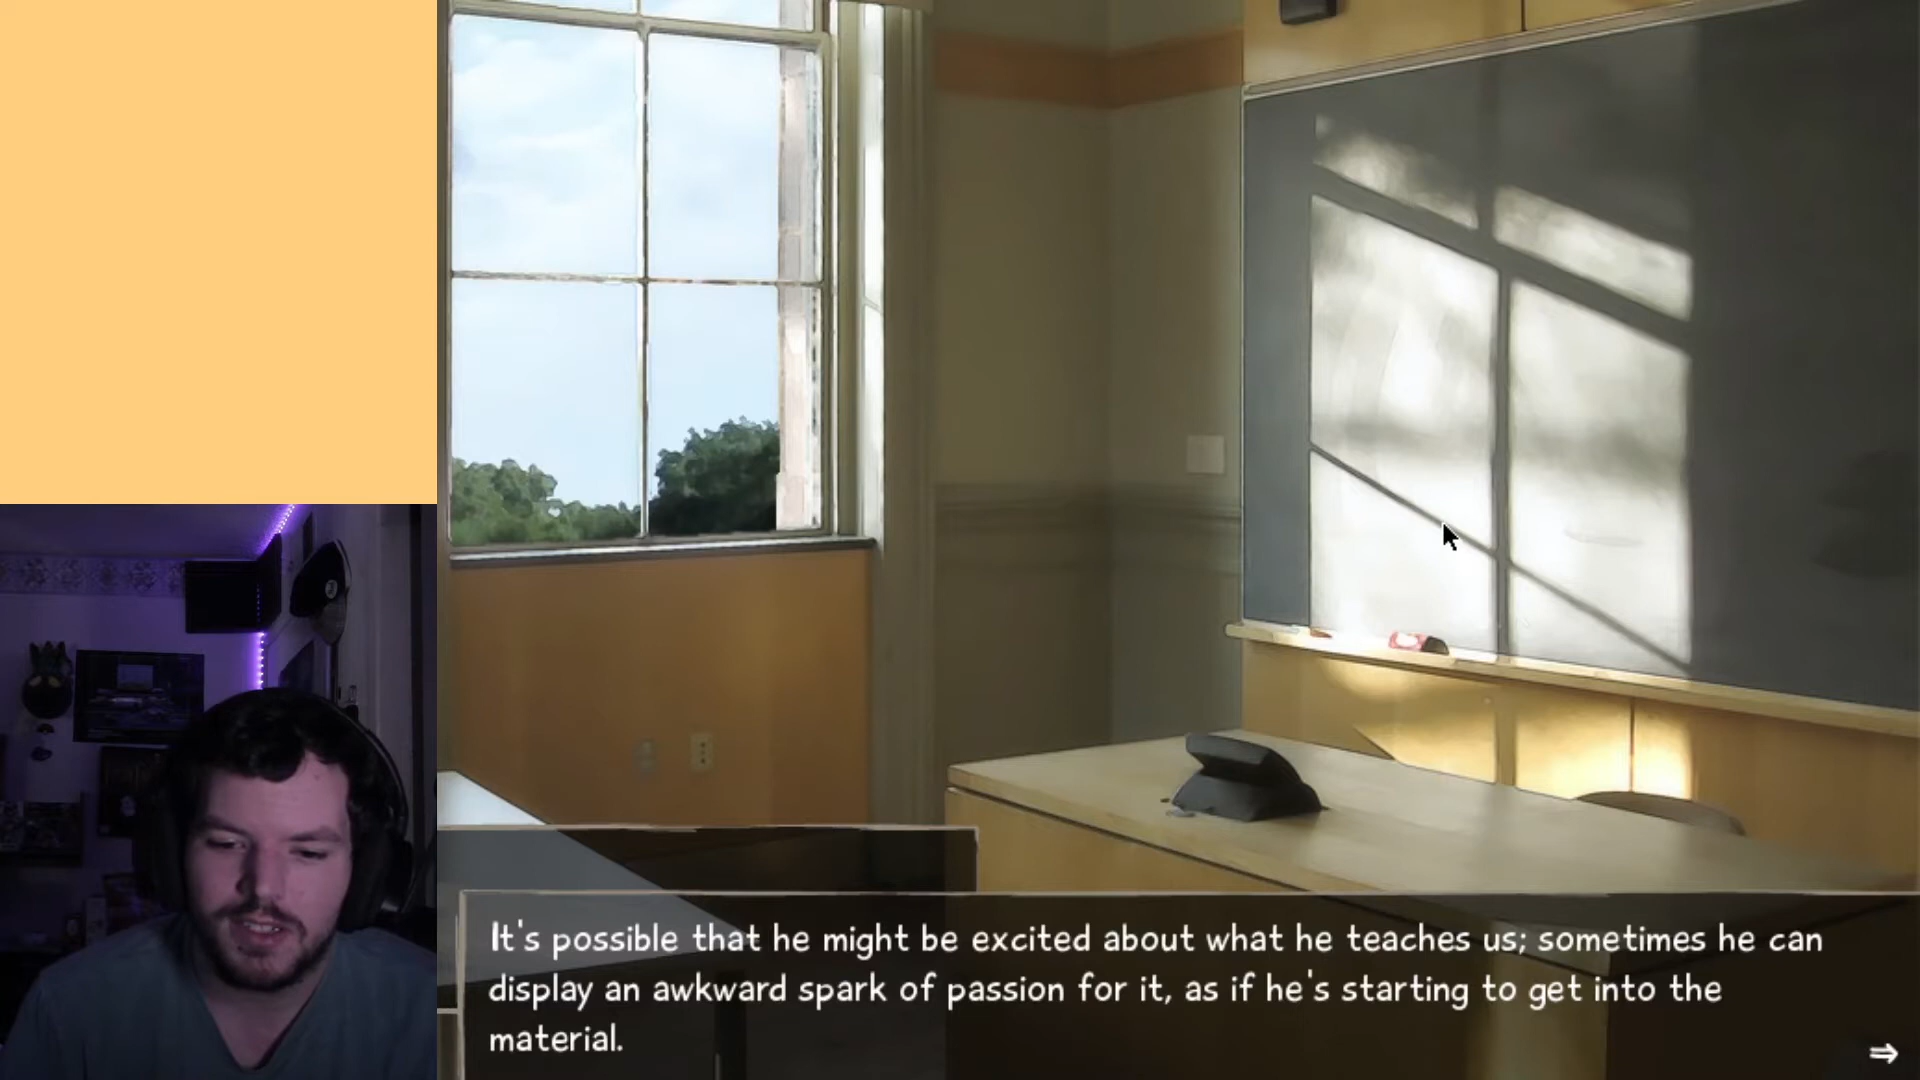 It's possible that he might be excited about what he teaches us; sometimes he can
display an awkward spark of passion for it, as if he's starting to get into the
material.